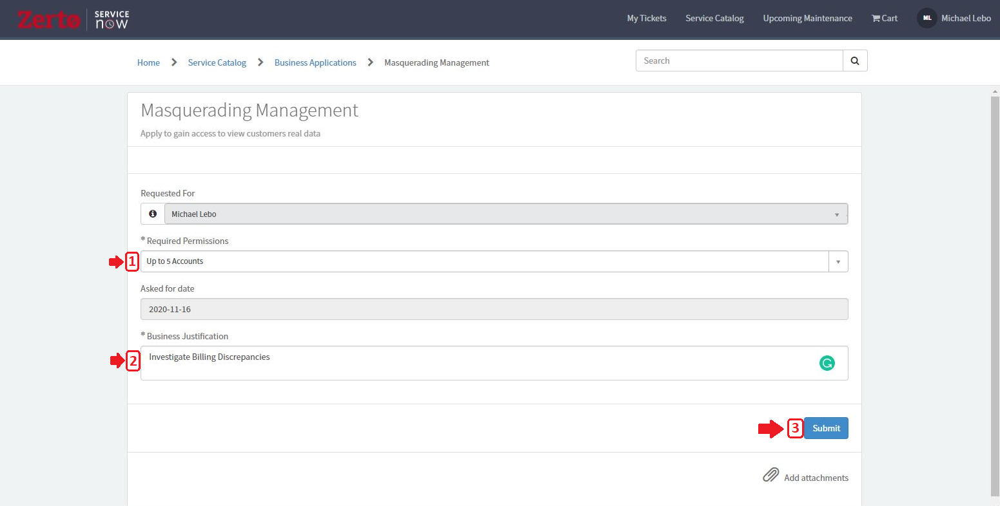 Zerto SERVICE now
My Tickets Service Catalog Upcoming Maintenance Cart ML Michael Lebo
Home Service Catalog Business Applications Masquerading Management Search
Masquerading Management
Apply to gain access to view customers real data
Requested For
Michael Lebo
* Required Permissions
1 Up to 5 Accounts
Asked for date
2020-11-16
* Business Justification
2 Investigate Billing Discrepancies
3 Submit
Add attachments